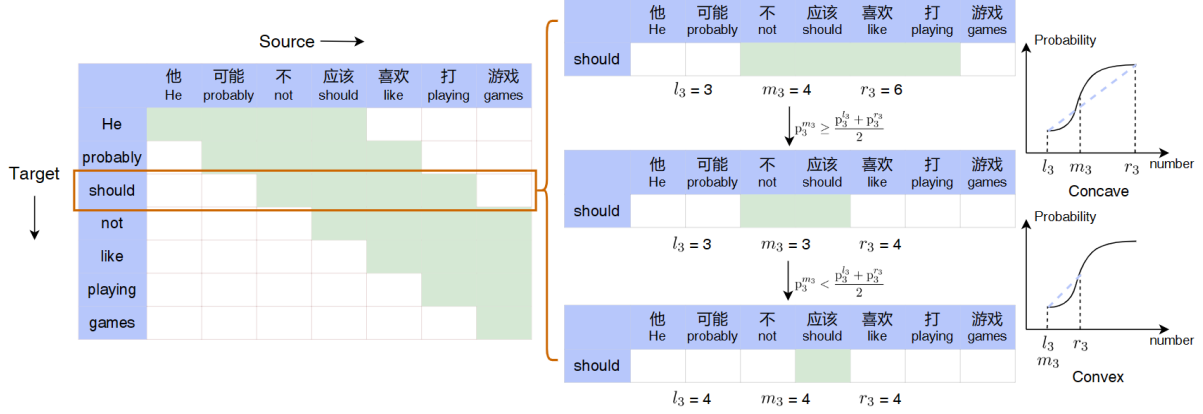 Source
他 可能 不 应该 喜欢 打 游戏
He probably not should like playing games
Target
He
probably
should
not
like
playing
games
他 可能 不 应该 喜欢 打 游戏
He probably not should like playing games
should
l₃ = 3 m₃ = 4 r₃ = 6
p₃^{m₃} ≥ (p₃^{l₃} + p₃^{r₃}) / 2
他 可能 不 应该 喜欢 打 游戏
He probably not should like playing games
should
l₃ = 3 m₃ = 3 r₃ = 4
p₃^{m₃} < (p₃^{l₃} + p₃^{r₃}) / 2
他 可能 不 应该 喜欢 打 游戏
He probably not should like playing games
should
l₃ = 4 m₃ = 4 r₃ = 4
Probability
l₃ m₃ r₃ number
Concave
Probability
l₃ r₃ number
m₃
Convex